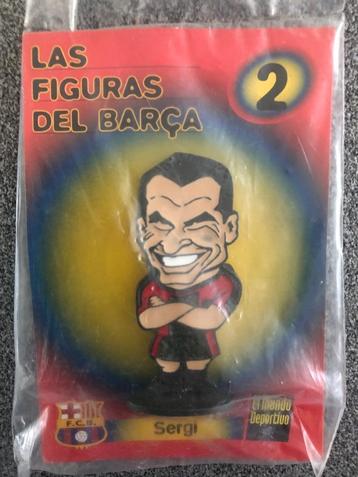 LAS
FIGURAS
DEL BARÇA
2
F.C.B.
Sergi
El Mundo
Deportivo